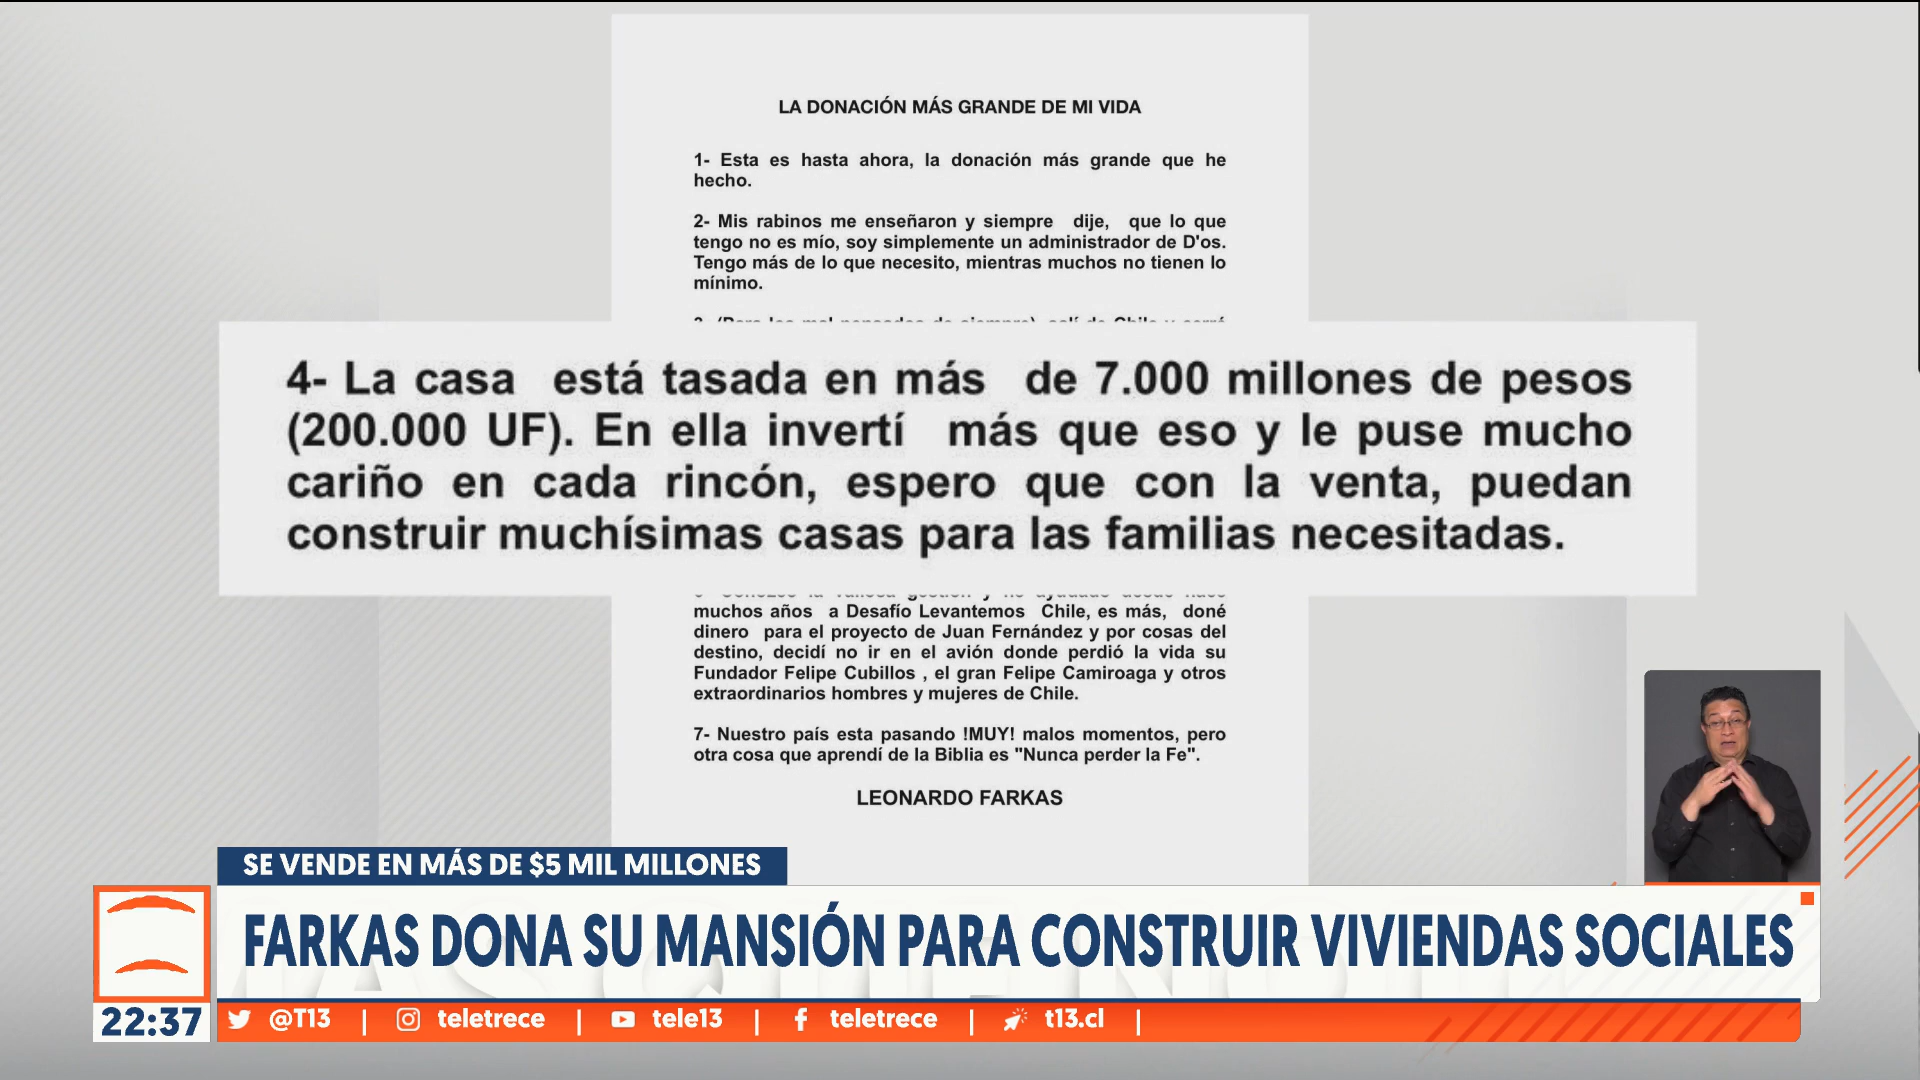 LA DONACIÓN MÁS GRANDE DE MI VIDA
1- Esta es hasta ahora, la donación más grande que he
hecho.
2- Mis rabinos me enseñaron y siempre dije, que lo que
tengo no es mío, soy simplemente un administrador de D'os.
Tengo más de lo que necesito, mientras muchos no tienen lo
mínimo.
4- La casa está tasada en más de 7.000 millones de pesos
(200.000 UF). En ella invertí más que eso y le puse mucho
cariño en cada rincón, espero que con la venta, puedan
construir muchísimas casas para las familias necesitadas.
muchos años a Desafío Levantemos Chile, es más, doné
dinero para el proyecto de Juan Fernández y por cosas del
destino, decidí no ir en el avión donde perdió la vida su
Fundador Felipe Cubillos , el gran Felipe Camiroaga y otros
extraordinarios hombres y mujeres de Chile.
7- Nuestro país esta pasando !MUY! malos momentos, pero
otra cosa que aprendí de la Biblia es "Nunca perder la Fe".
LEONARDO FARKAS
SE VENDE EN MÁS DE $5 MIL MILLONES
FARKAS DONA SU MANSIÓN PARA CONSTRUIR VIVIENDAS SOCIALES
22:37 @T13 | teletrece | tele13 | teletrece | t13.cl |